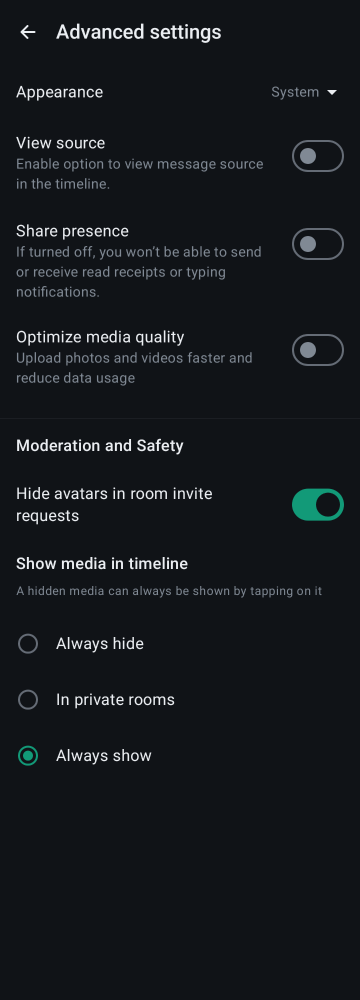 Advanced settings
Appearance
System
View source
Enable option to view message source
in the timeline.
Share presence
If turned off, you won’t be able to send
or receive read receipts or typing
notifications.
Optimize media quality
Upload photos and videos faster and
reduce data usage
Moderation and Safety
Hide avatars in room invite
requests
Show media in timeline
A hidden media can always be shown by tapping on it
Always hide
In private rooms
Always show